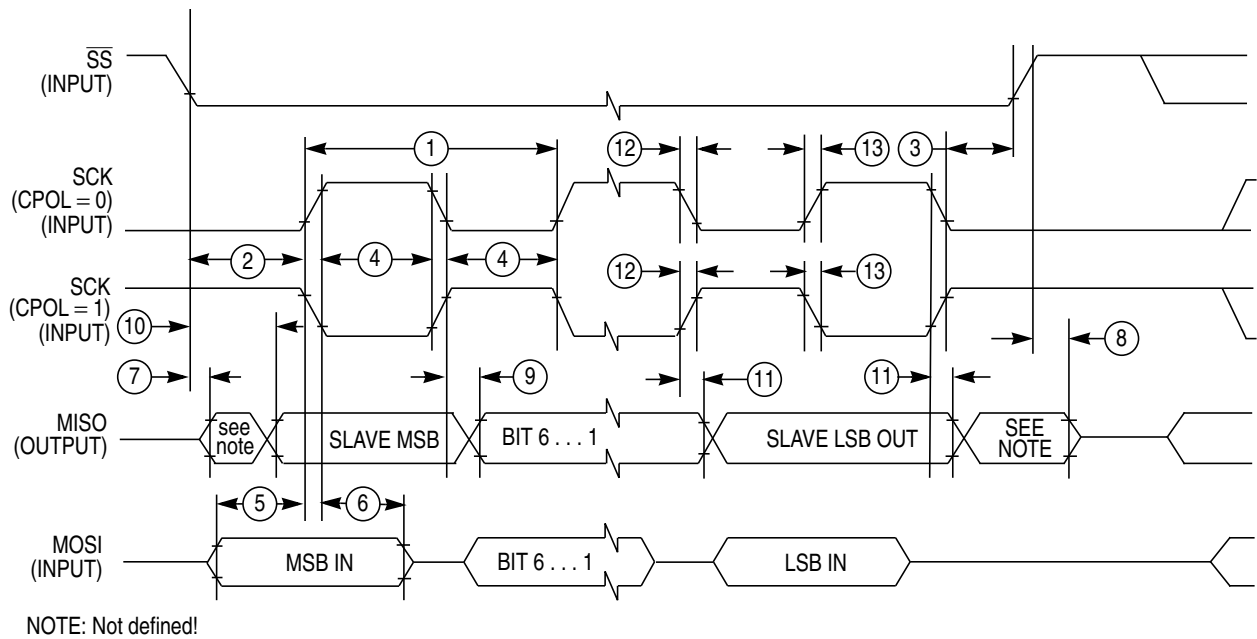 SS
(INPUT)
1
12
13
3
SCK
(CPOL = 0)
(INPUT)
2
4
4
12
13
SCK
(CPOL = 1)
(INPUT)
10
8
7
9
11
11
MISO
(OUTPUT)
see
note
SLAVE MSB
BIT 6 . . . 1
SLAVE LSB OUT
SEE
NOTE
5
6
MOSI
(INPUT)
MSB IN
BIT 6 . . . 1
LSB IN
NOTE: Not defined!